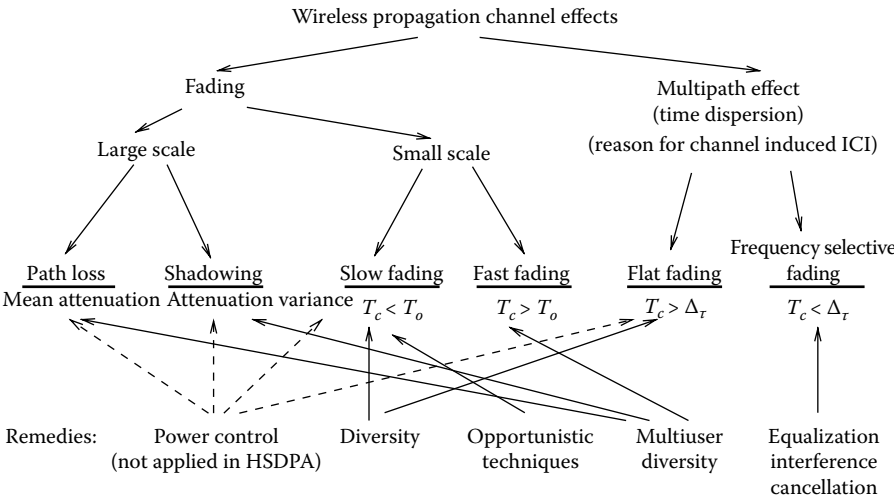 Wireless propagation channel effects
Fading
Multipath effect
(time dispersion)
(reason for channel induced ICI)
Large scale
Small scale
Path loss
Mean attenuation
Shadowing
Attenuation variance
Slow fading
T_c < T_o
Fast fading
T_c > T_o
Flat fading
T_c > Δ_τ
Frequency selective
fading
T_c < Δ_τ
Remedies:
Power control
(not applied in HSDPA)
Diversity
Opportunistic
techniques
Multiuser
diversity
Equalization
interference
cancellation